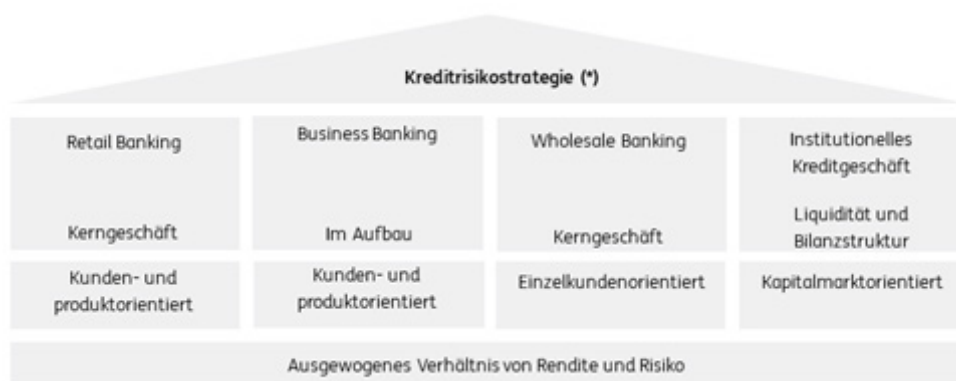 Kreditrisikostrategie (*)
Retail Banking
Kerngeschäft
Kunden- und
produktorientiert
Business Banking
Im Aufbau
Kunden- und
produktorientiert
Wholesale Banking
Kerngeschäft
Einzelkundenorientiert
Institutionelles
Kreditgeschäft
Liquidität und
Bilanzstruktur
Kapitalmarktorientiert
Ausgewogenes Verhältnis von Rendite und Risiko